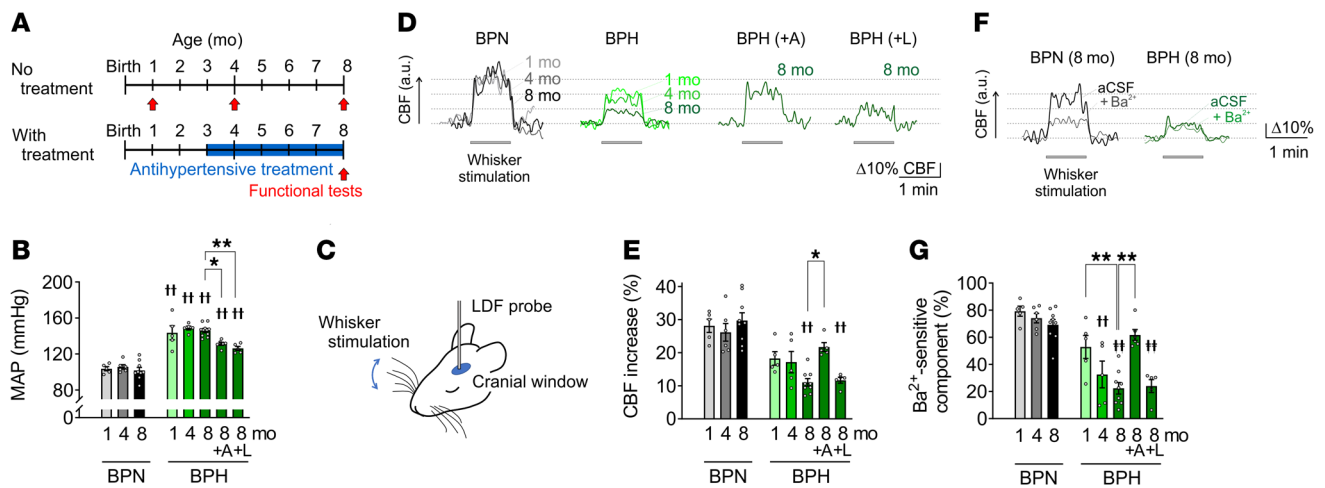 A
Age (mo)
No treatment
Birth 1 2 3 4 5 6 7 8
With treatment
Birth 1 2 3 4 5 6 7 8
Antihypertensive treatment
Functional tests
B
MAP (mmHg)
200
160
120
80
0
††
††
††
††
††
*
**
1 4 8 1 4 8 8 8 mo
+A+L
BPN BPH
C
Whisker
stimulation
LDF probe
Cranial window
D
CBF (a.u.)
BPN BPH BPH (+A) BPH (+L)
1 mo
4 mo
8 mo
1 mo
4 mo
8 mo
8 mo
8 mo
Whisker
stimulation
Δ10% CBF
1 min
E
CBF increase (%)
40
30
20
10
0
††
††
*
1 4 8 1 4 8 8 8 mo
+A+L
BPN BPH
F
CBF (a.u.)
BPN (8 mo) BPH (8 mo)
aCSF
+ Ba²⁺
aCSF
+ Ba²⁺
Whisker
stimulation
Δ10%
1 min
G
Ba²⁺-sensitive
component (%)
100
80
60
40
20
0
††
‡‡
‡‡
** **
1 4 8 1 4 8 8 8 mo
+A+L
BPN BPH